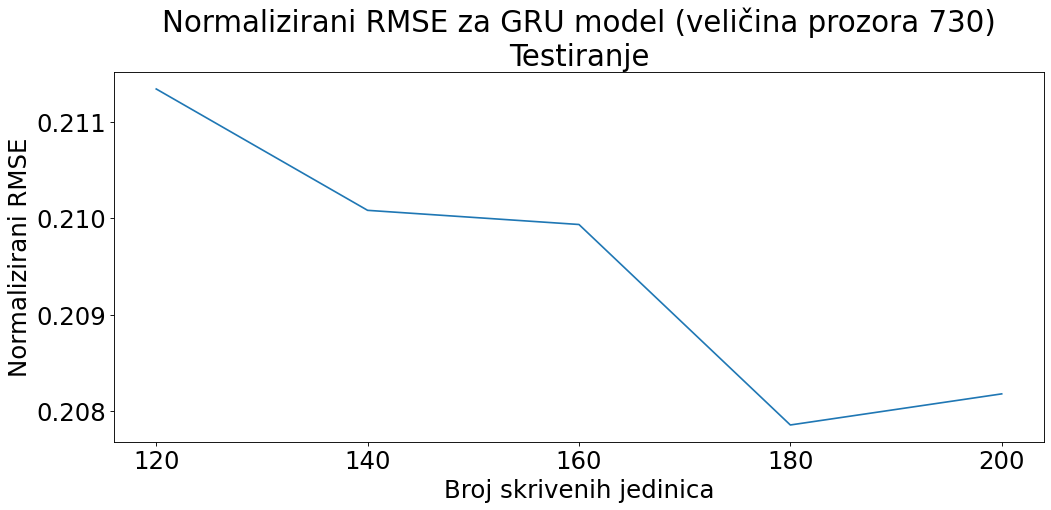 Normalizirani RMSE za GRU model (veličina prozora 730)
Testiranje
Normalizirani RMSE
0.211
0.210
0.209
0.208
120 140 160 180 200
Broj skrivenih jedinica